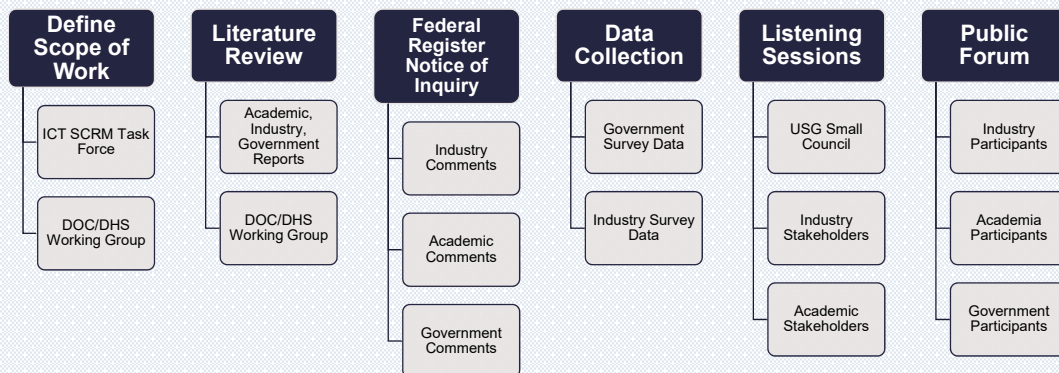 Define
Scope of
Work
ICT SCRM Task
Force
DOC/DHS
Working Group
Literature
Review
Academic,
Industry,
Government
Reports
DOC/DHS
Working Group
Federal
Register
Notice of
Inquiry
Industry
Comments
Academic
Comments
Government
Comments
Data
Collection
Government
Survey Data
Industry Survey
Data
Listening
Sessions
USG Small
Council
Industry
Stakeholders
Academic
Stakeholders
Public
Forum
Industry
Participants
Academia
Participants
Government
Participants